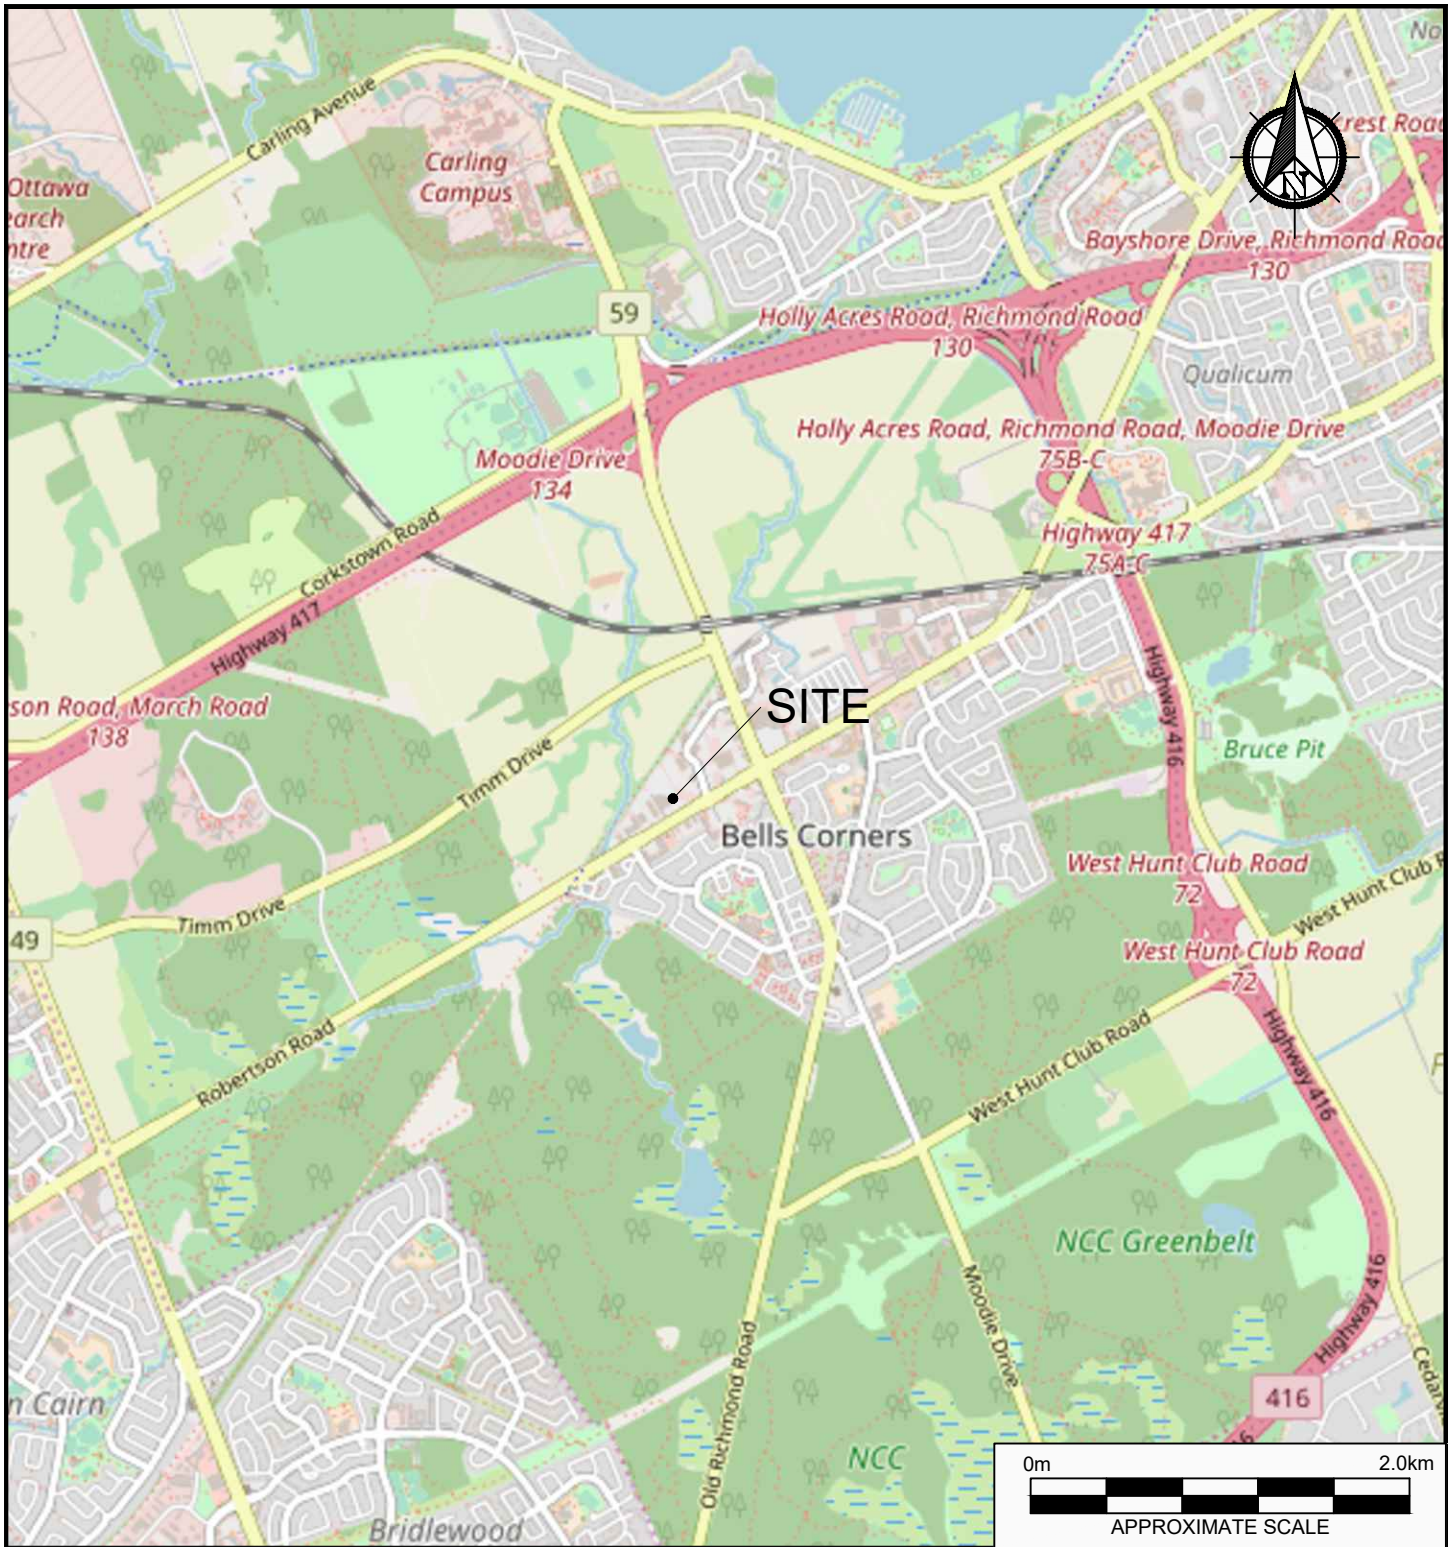 No
Carling Avenue
crest Road
Carling
Campus
Ottawa
earch
ntre
N
Bayshore Drive, Richmond Road
130
59
Holly Acres Road, Richmond Road
130
Qualicum
Holly Acres Road, Richmond Road, Moodie Drive
75B-C
Moodie Drive
134
Corkstown Road
Highway 417
75A-C
Highway 417
son Road, March Road
138
SITE
Highway 416
Bruce Pit
Timm Drive
Bells Corners
West Hunt Club Road
72
West Hunt Club R
Timm Drive
49
West Hunt Club Road
72
Robertson Road
West Hunt Club Road
Highway 416
F
NCC Greenbelt
Moodie Drive
Highway 416
Old Richmond Road
Cedarv
n Cairn
416
16
NCC
Bridlewood
0m 2.0km
APPROXIMATE SCALE